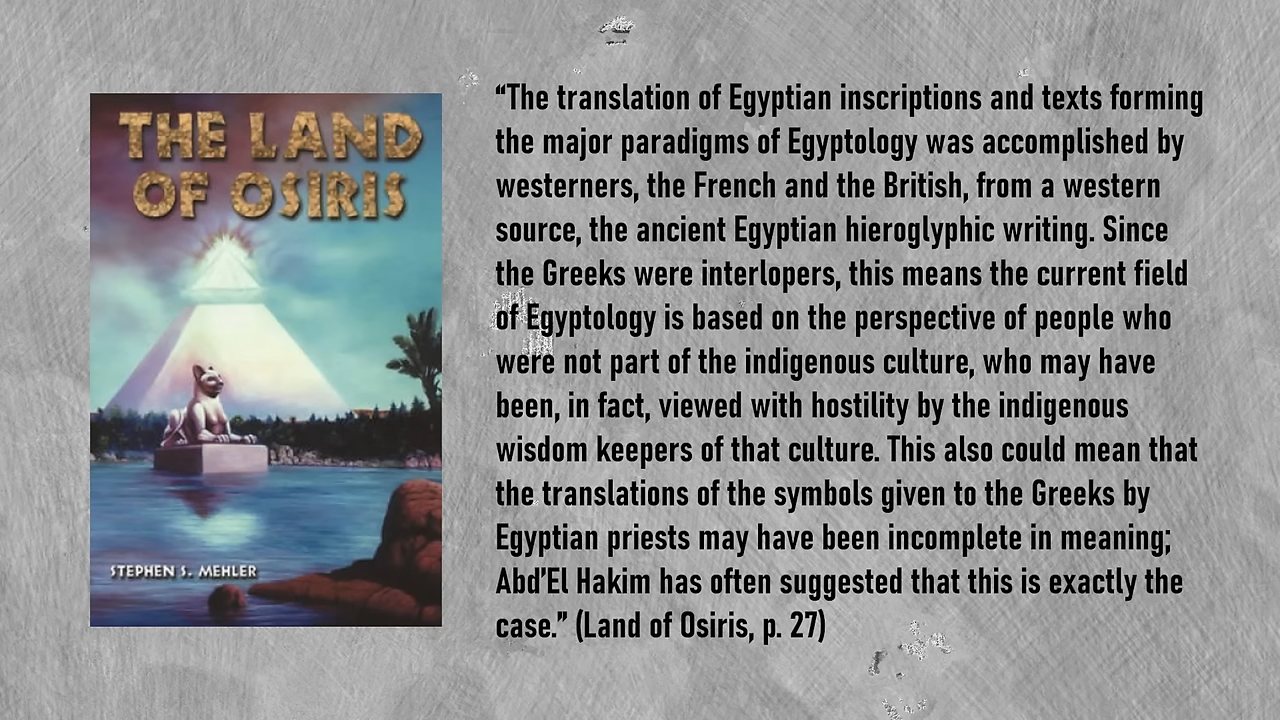 THE LAND
OF OSIRIS
STEPHEN S. MEHLER
“The translation of Egyptian inscriptions and texts forming
the major paradigms of Egyptology was accomplished by
westerners, the French and the British, from a western
source, the ancient Egyptian hieroglyphic writing. Since
the Greeks were interlopers, this means the current field
of Egyptology is based on the perspective of people who
were not part of the indigenous culture, who may have
been, in fact, viewed with hostility by the indigenous
wisdom keepers of that culture. This also could mean that
the translations of the symbols given to the Greeks by
Egyptian priests may have been incomplete in meaning;
Abd’El Hakim has often suggested that this is exactly the
case.” (Land of Osiris, p. 27)